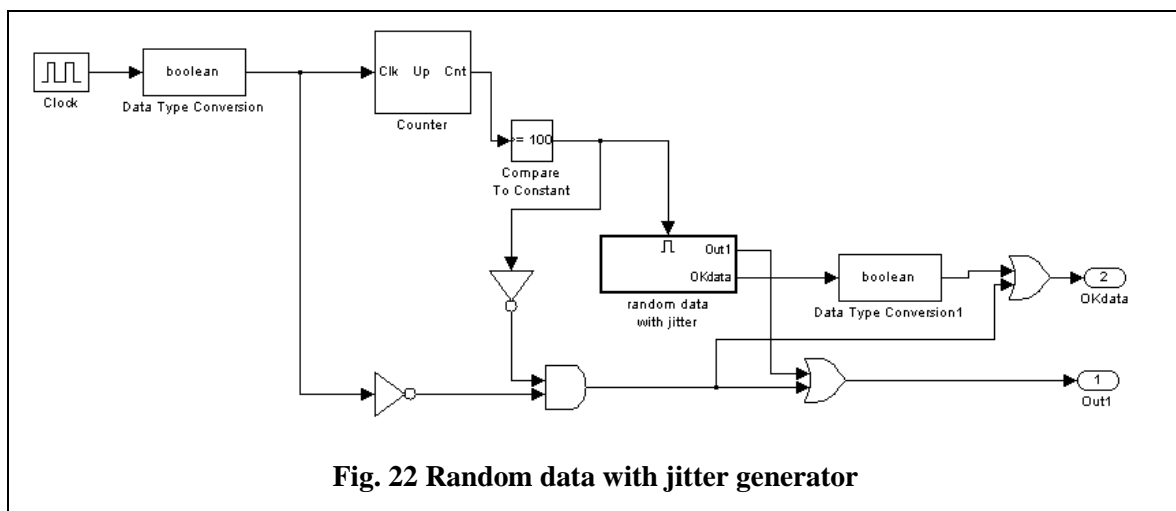 boolean
Clock
Data Type Conversion
Clk Up Cnt
Counter
>= 100
Compare
To Constant
Out1
OKdata
random data
with jitter
boolean
Data Type Conversion1
2
OKdata
1
Out1
Fig. 22 Random data with jitter generator